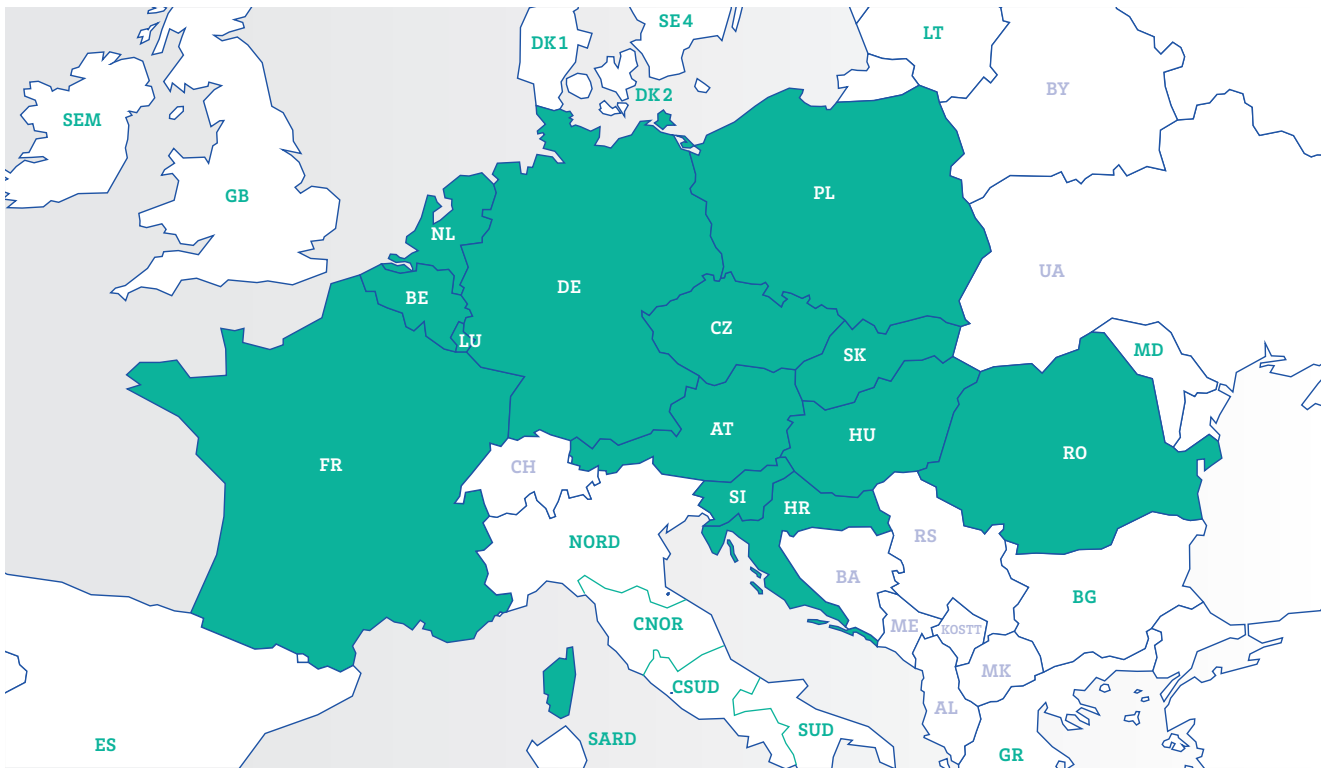 SE4
LT
DK1
BY
DK2
SEM
PL
GB
NL
UA
DE
BE
CZ
LU
MD
SK
AT
HU
RO
FR
CH
SI
HR
RS
NORD
BA
BG
CNOR
ME
KOSTT
MK
CSUD
AL
SUD
SARD
ES
GR